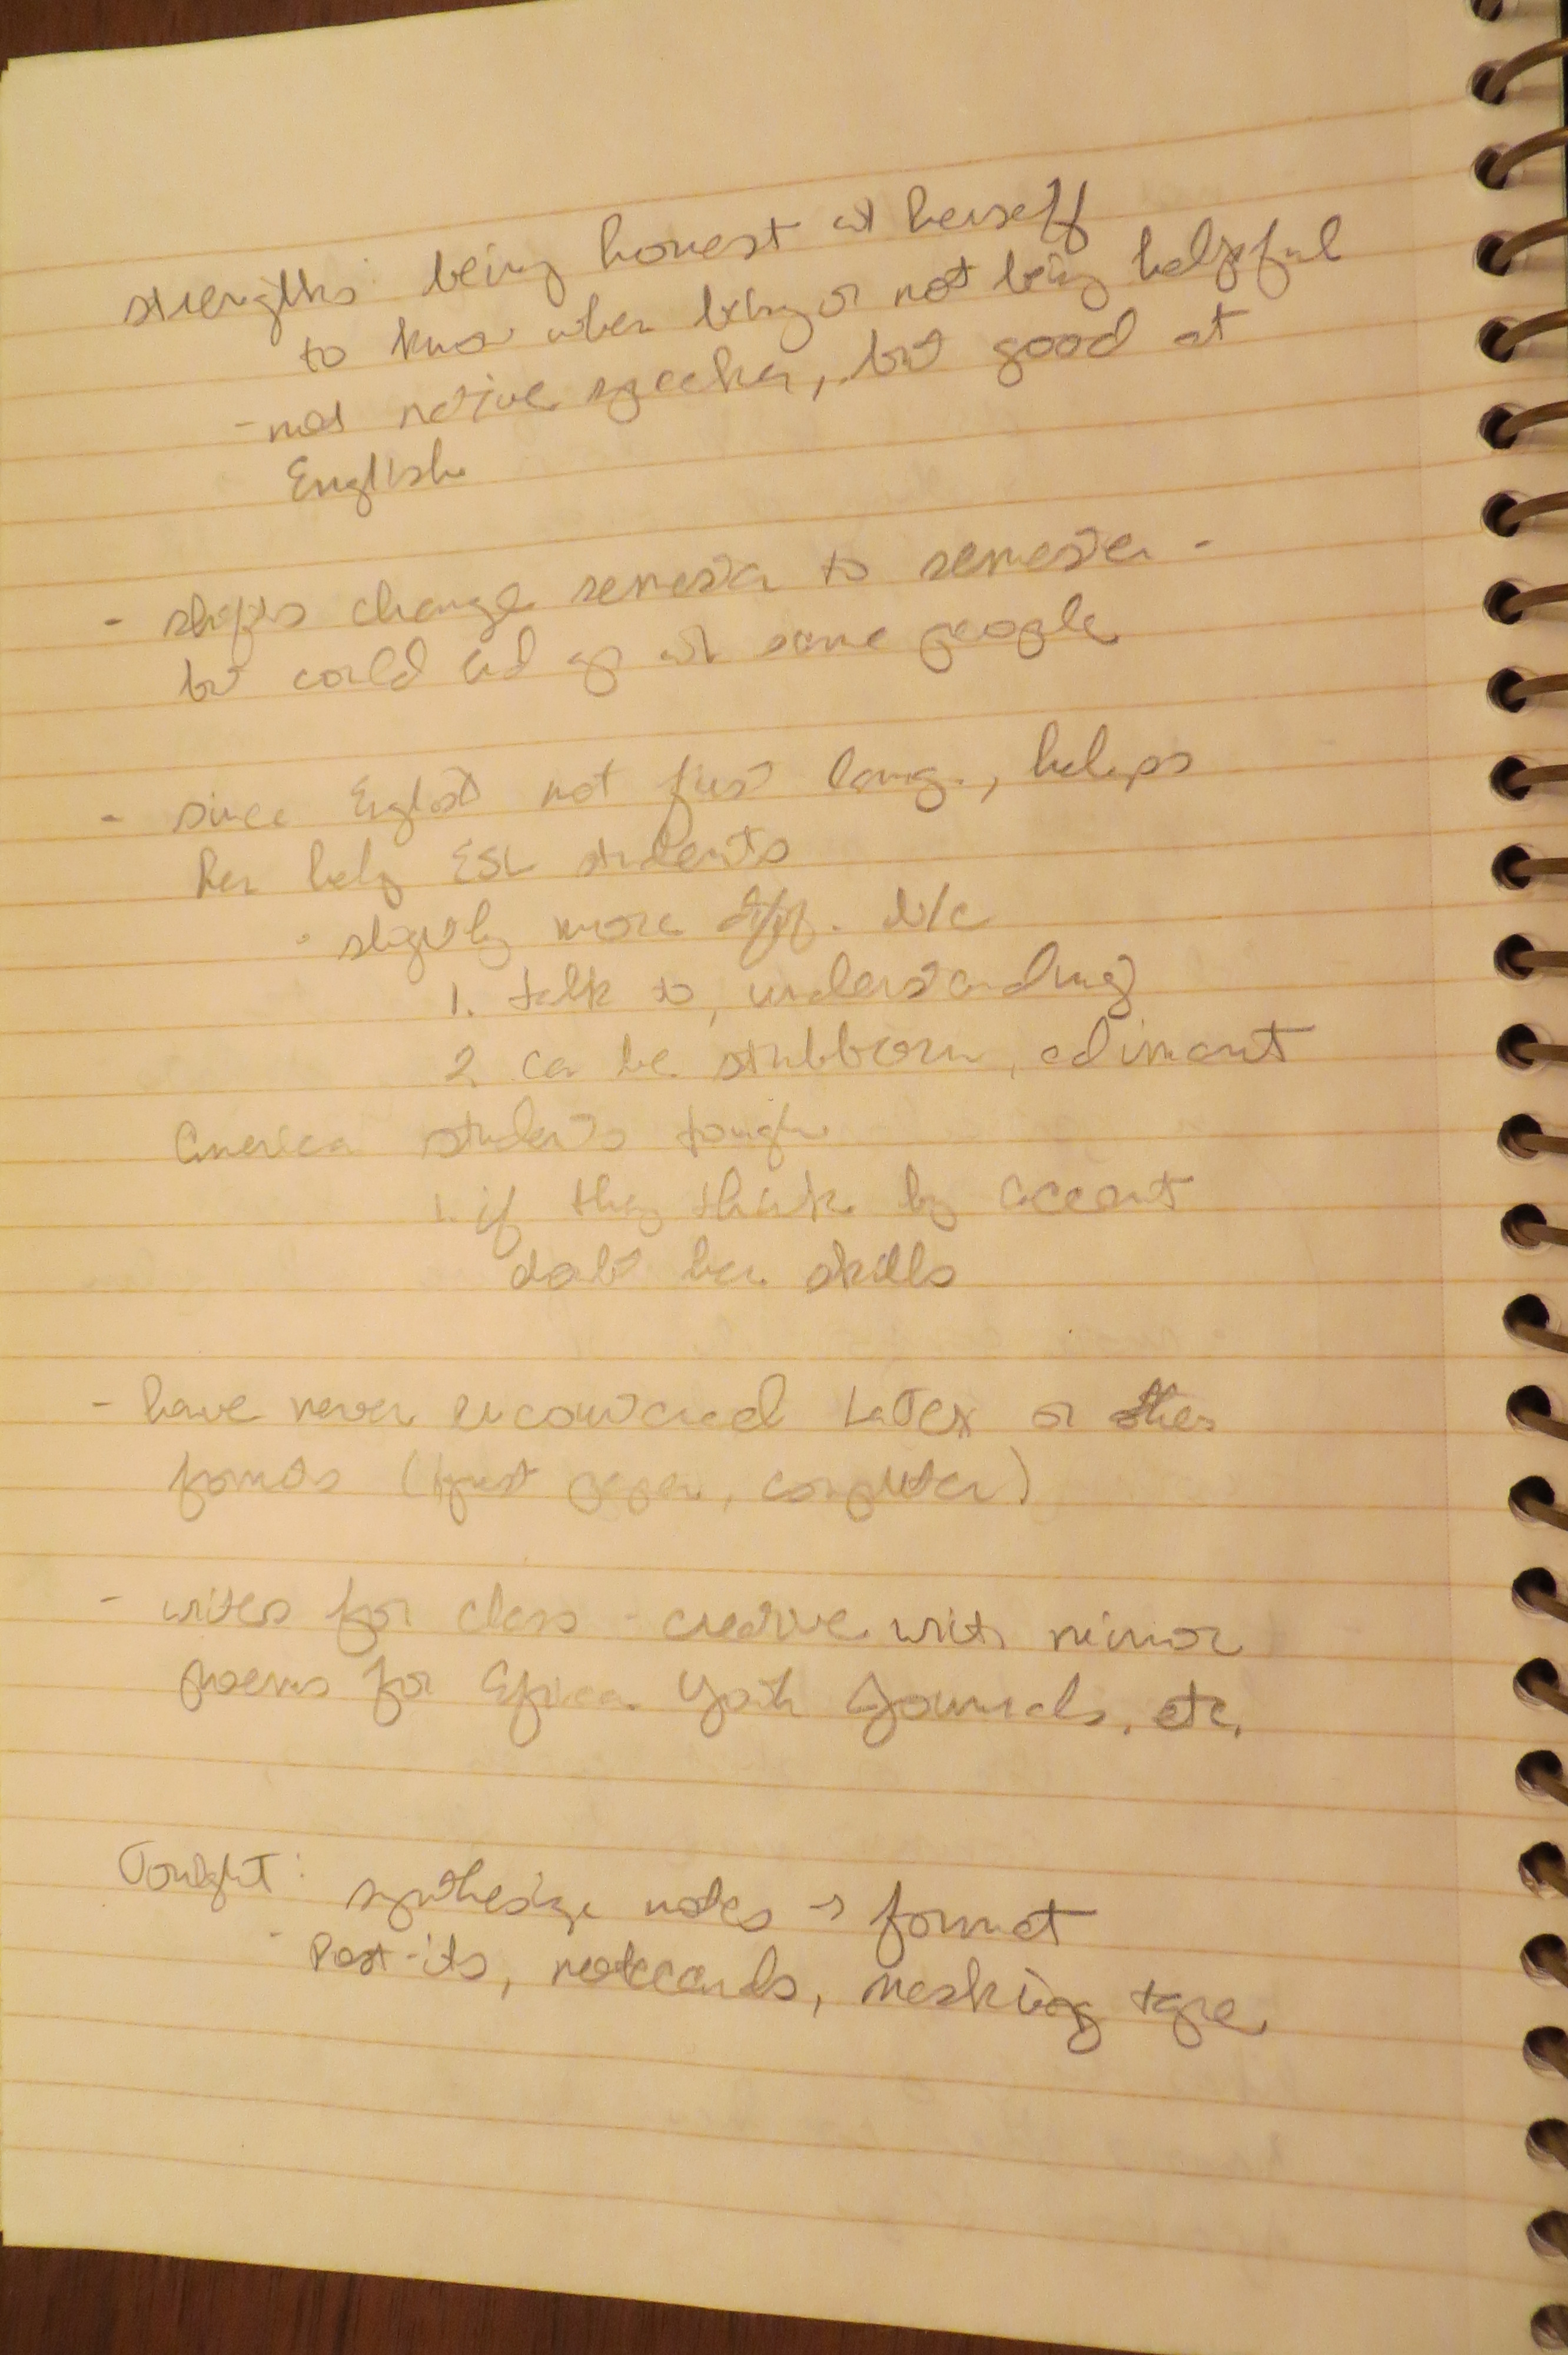 strengths: being honest w/ herself
to know when being or not being helpful
- not native speaker, but good at
English
- shifts change semester to semester -
but could end up w/ same people
- since English not first lang., helps
her help ESL students
- slightly more diff. b/c
1. talk to, understanding
2. can be stubborn, adimant
America students tough
1. if they think by accent
doubt her skills
- have never encountered LaTex or other
formats (just paper, computer)
- writes for class - creative writ. minor
poems for Africa Youth Journals, etc.
Tonight: synthesize notes → format
- Post-its, notecards, masking tape